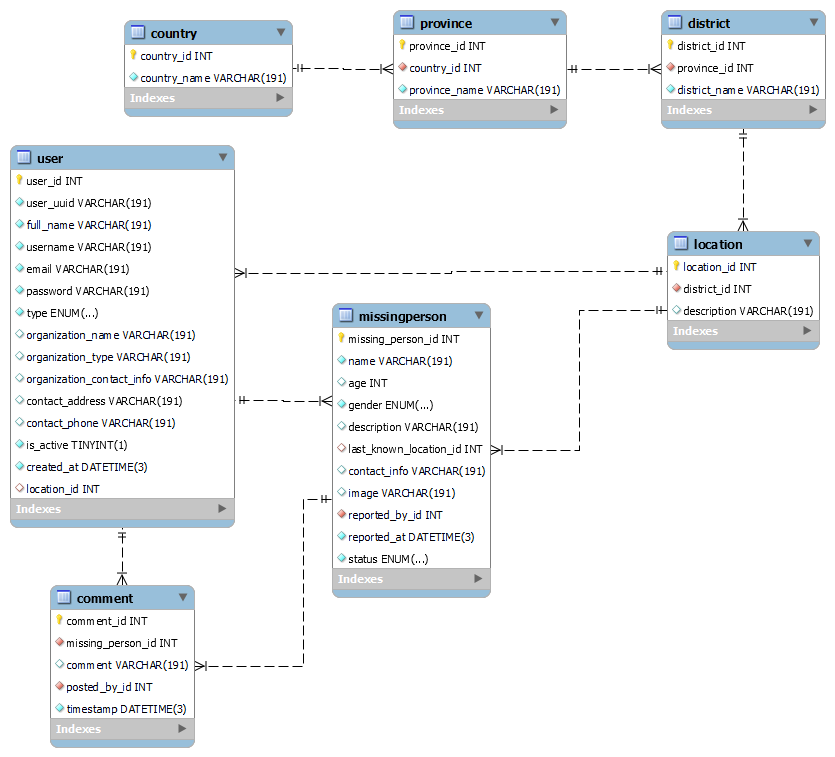 country
country_id INT
country_name VARCHAR(191)
Indexes
province
province_id INT
country_id INT
province_name VARCHAR(191)
Indexes
district
district_id INT
province_id INT
district_name VARCHAR(191)
Indexes
user
user_id INT
user_uuid VARCHAR(191)
full_name VARCHAR(191)
username VARCHAR(191)
email VARCHAR(191)
password VARCHAR(191)
type ENUM(...)
organization_name VARCHAR(191)
organization_type VARCHAR(191)
organization_contact_info VARCHAR(191)
contact_address VARCHAR(191)
contact_phone VARCHAR(191)
is_active TINYINT(1)
created_at DATETIME(3)
location_id INT
Indexes
location
location_id INT
district_id INT
description VARCHAR(191)
Indexes
missingperson
missing_person_id INT
name VARCHAR(191)
age INT
gender ENUM(...)
description VARCHAR(191)
last_known_location_id INT
contact_info VARCHAR(191)
image VARCHAR(191)
reported_by_id INT
reported_at DATETIME(3)
status ENUM(...)
Indexes
comment
comment_id INT
missing_person_id INT
comment VARCHAR(191)
posted_by_id INT
timestamp DATETIME(3)
Indexes